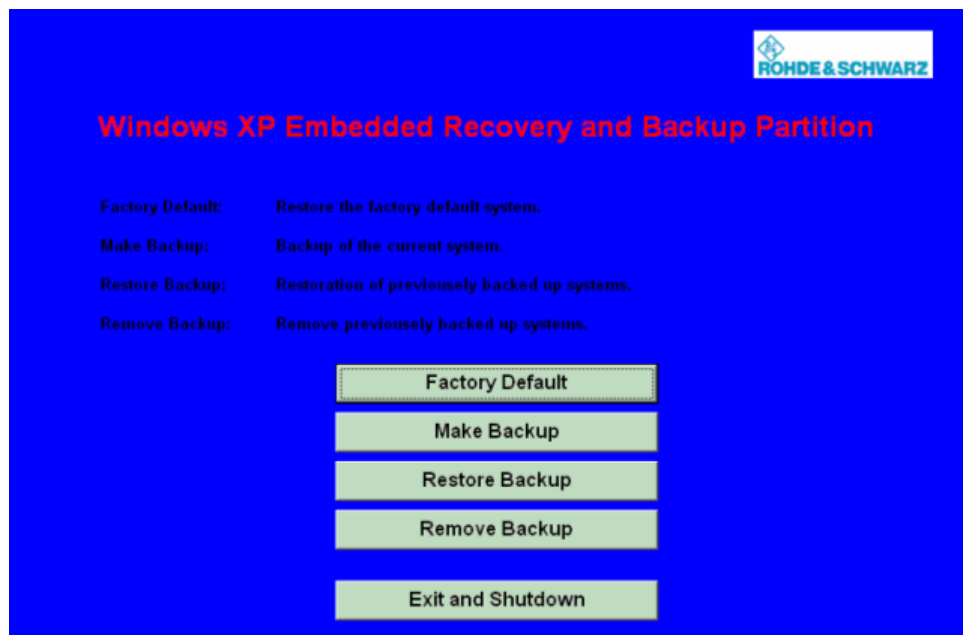 ROHDE & SCHWARZ
Windows XP Embedded Recovery and Backup Partition
Factory Default: Restore the factory default system.
Make Backup: Backup of the current system.
Restore Backup: Restoration of previousely backed up systems.
Remove Backup: Remove previousely backed up systems.
Factory Default
Make Backup
Restore Backup
Remove Backup
Exit and Shutdown